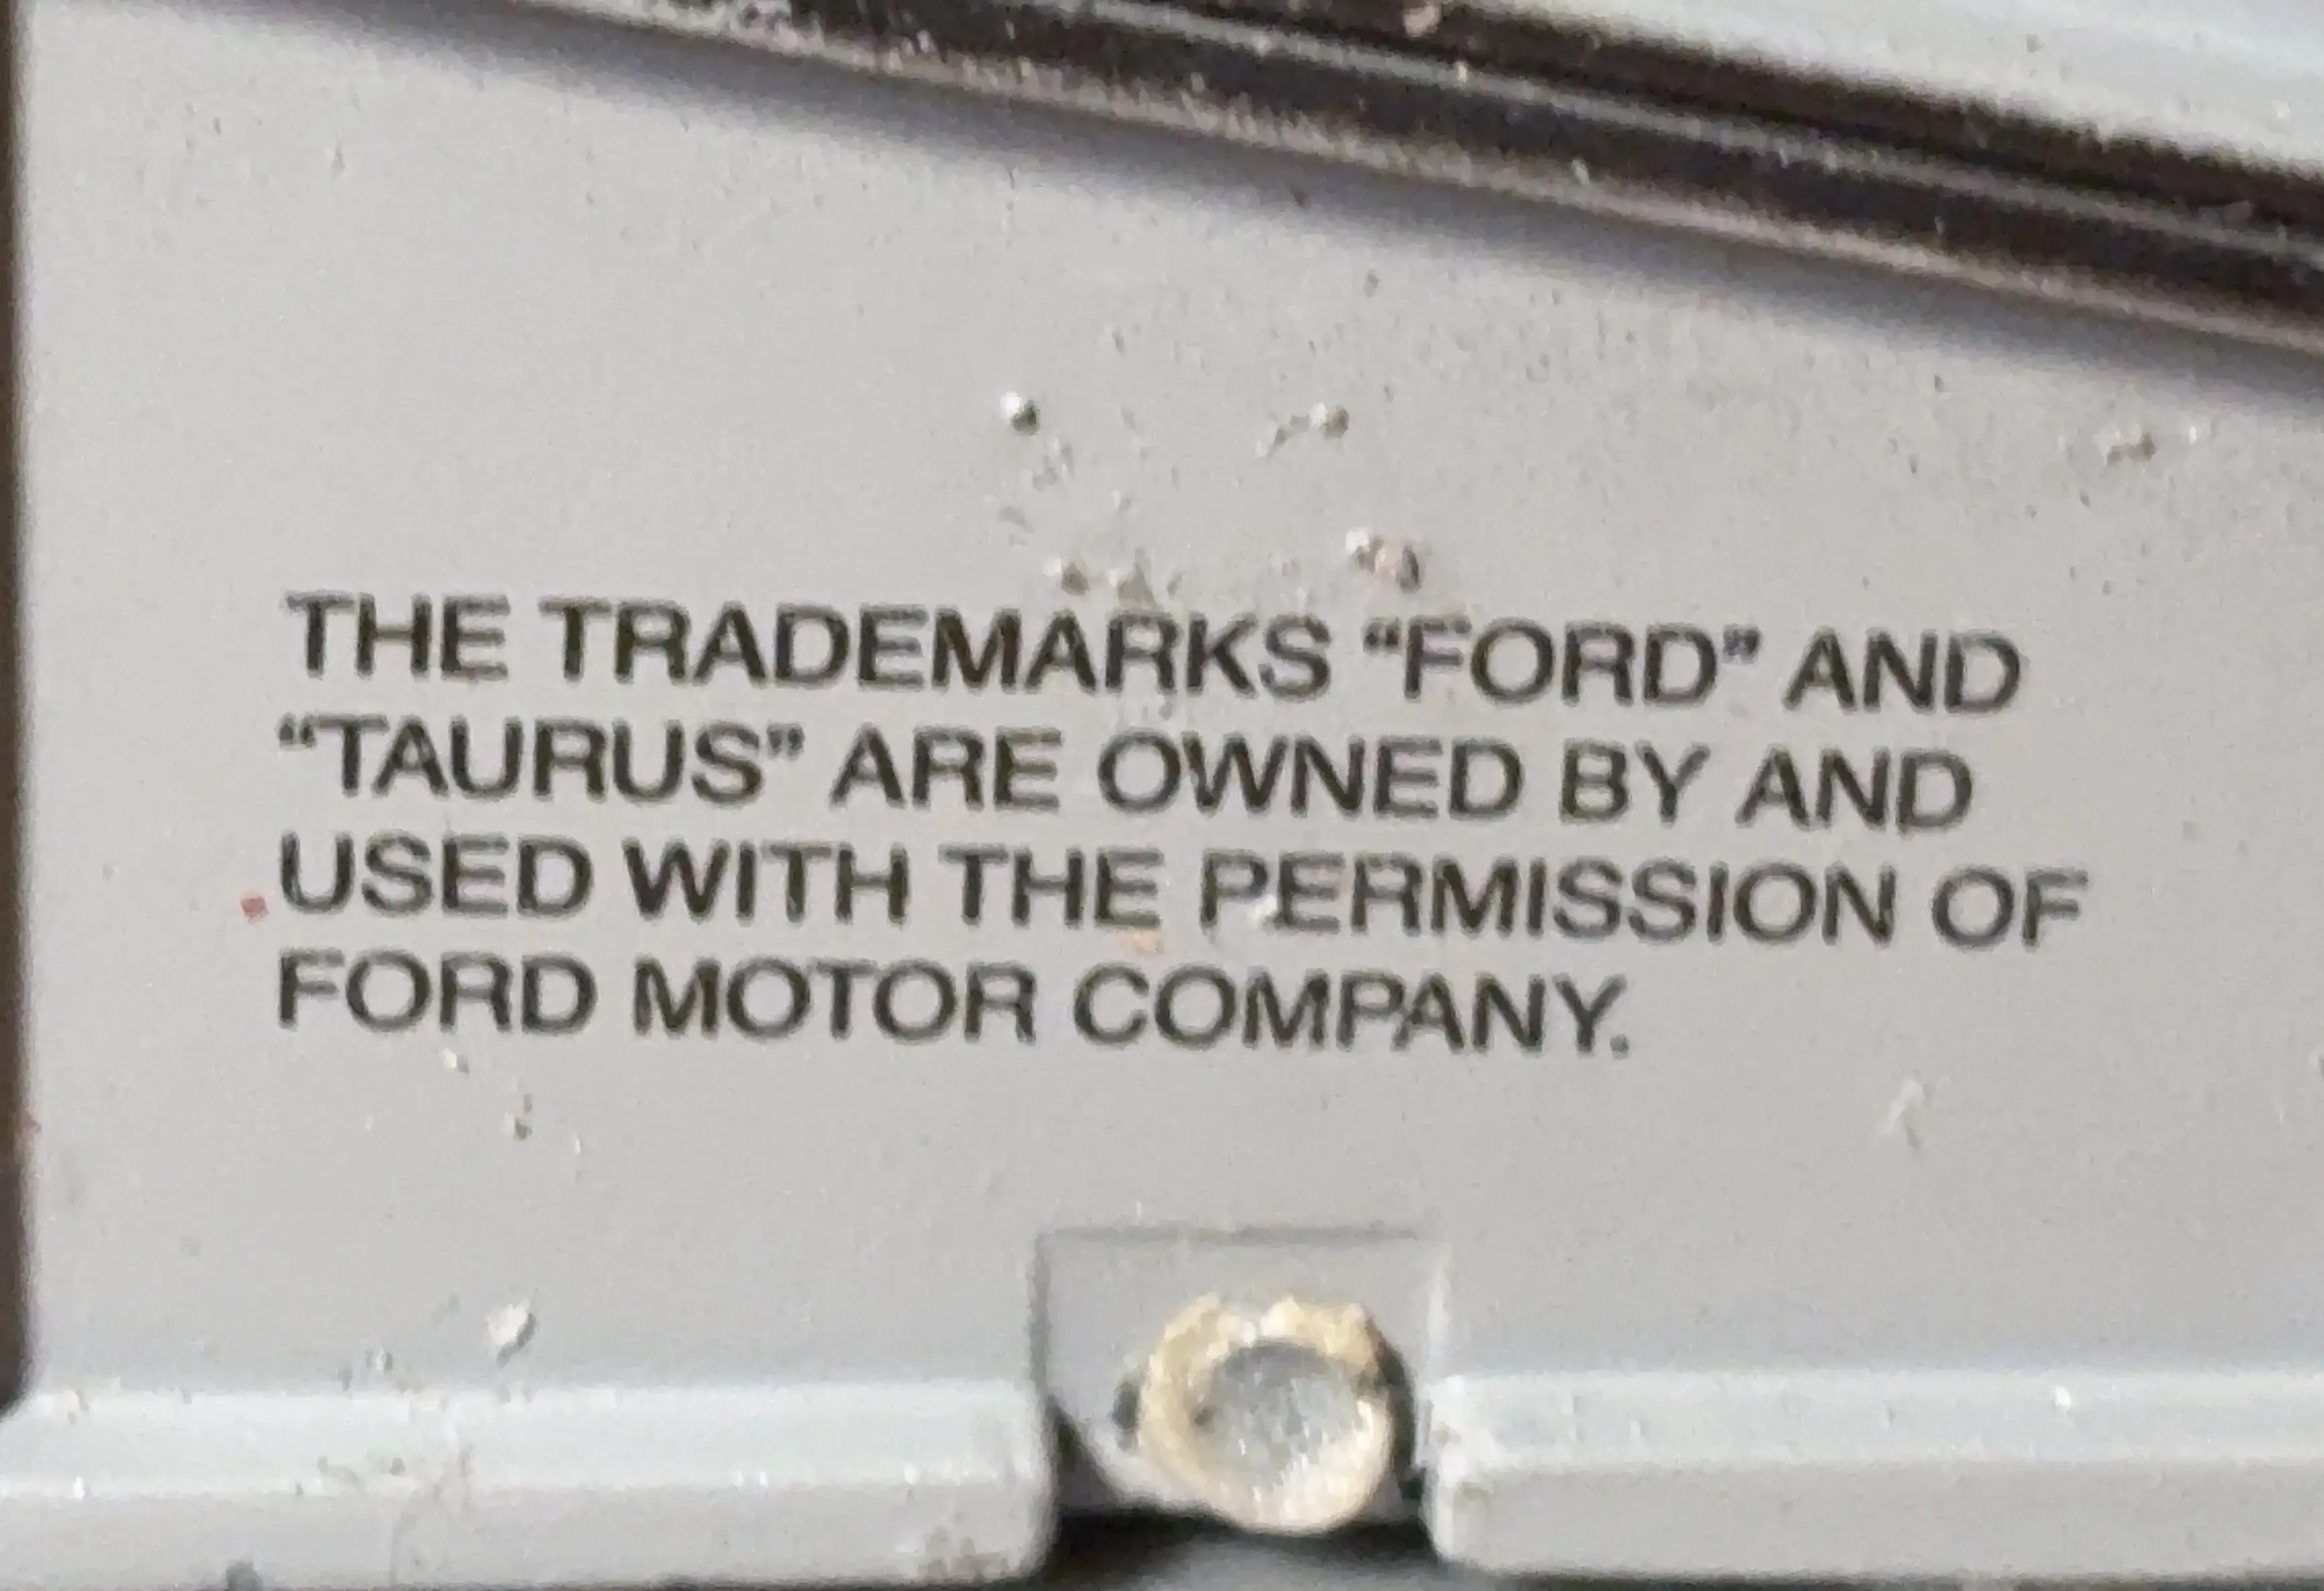 THE TRADEMARKS “FORD” AND
“TAURUS” ARE OWNED BY AND
USED WITH THE PERMISSION OF
FORD MOTOR COMPANY.